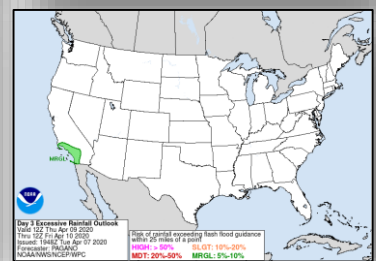 MRGL
NOAA
Day 3 Excessive Rainfall Outlook
Valid 12Z Thu Apr 09 2020
Thru 12Z Fri Apr 10 2020
Issued: 1948Z Tue Apr 07 2020
Forecaster: PAGANO
NOAA/NWS/NCEP/WPC
Risk of rainfall exceeding flash flood guidance
within 25 miles of a point
HIGH: > 50% SLGT: 10%-20%
MDT: 20%-50% MRGL: 5%-10%